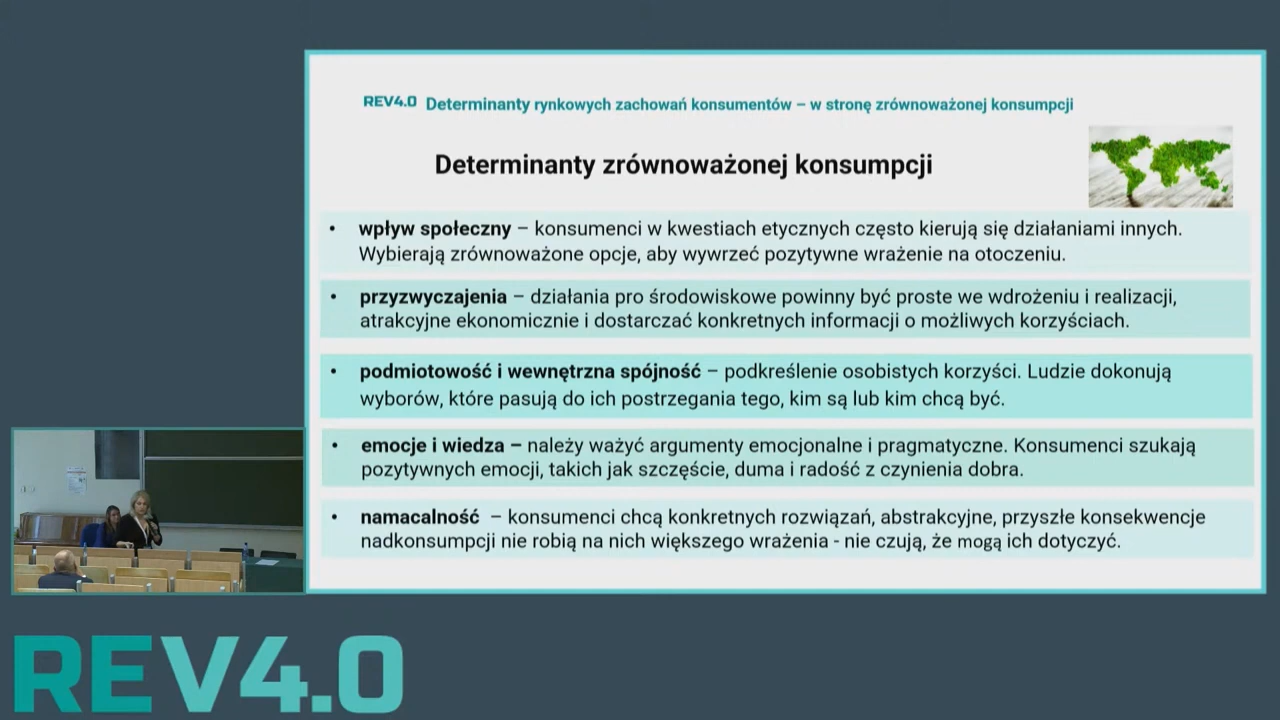 REV4.0 Determinanty rynkowych zachowań konsumentów – w stronę zrównoważonej konsumpcji
Determinanty zrównoważonej konsumpcji
• wpływ społeczny – konsumenci w kwestiach etycznych często kierują się działaniami innych.
Wybierają zrównoważone opcje, aby wywrzeć pozytywne wrażenie na otoczeniu.
• przyzwyczajenia – działania pro środowiskowe powinny być proste we wdrożeniu i realizacji,
atrakcyjne ekonomicznie i dostarczać konkretnych informacji o możliwych korzyściach.
• podmiotowość i wewnętrzna spójność – podkreślenie osobistych korzyści. Ludzie dokonują
wyborów, które pasują do ich postrzegania tego, kim są lub kim chcą być.
• emocje i wiedza – należy ważyć argumenty emocjonalne i pragmatyczne. Konsumenci szukają
pozytywnych emocji, takich jak szczęście, duma i radość z czynienia dobra.
• namacalność – konsumenci chcą konkretnych rozwiązań, abstrakcyjne, przyszłe konsekwencje
nadkonsumpcji nie robią na nich większego wrażenia - nie czują, że mogą ich dotyczyć.
REV4.0